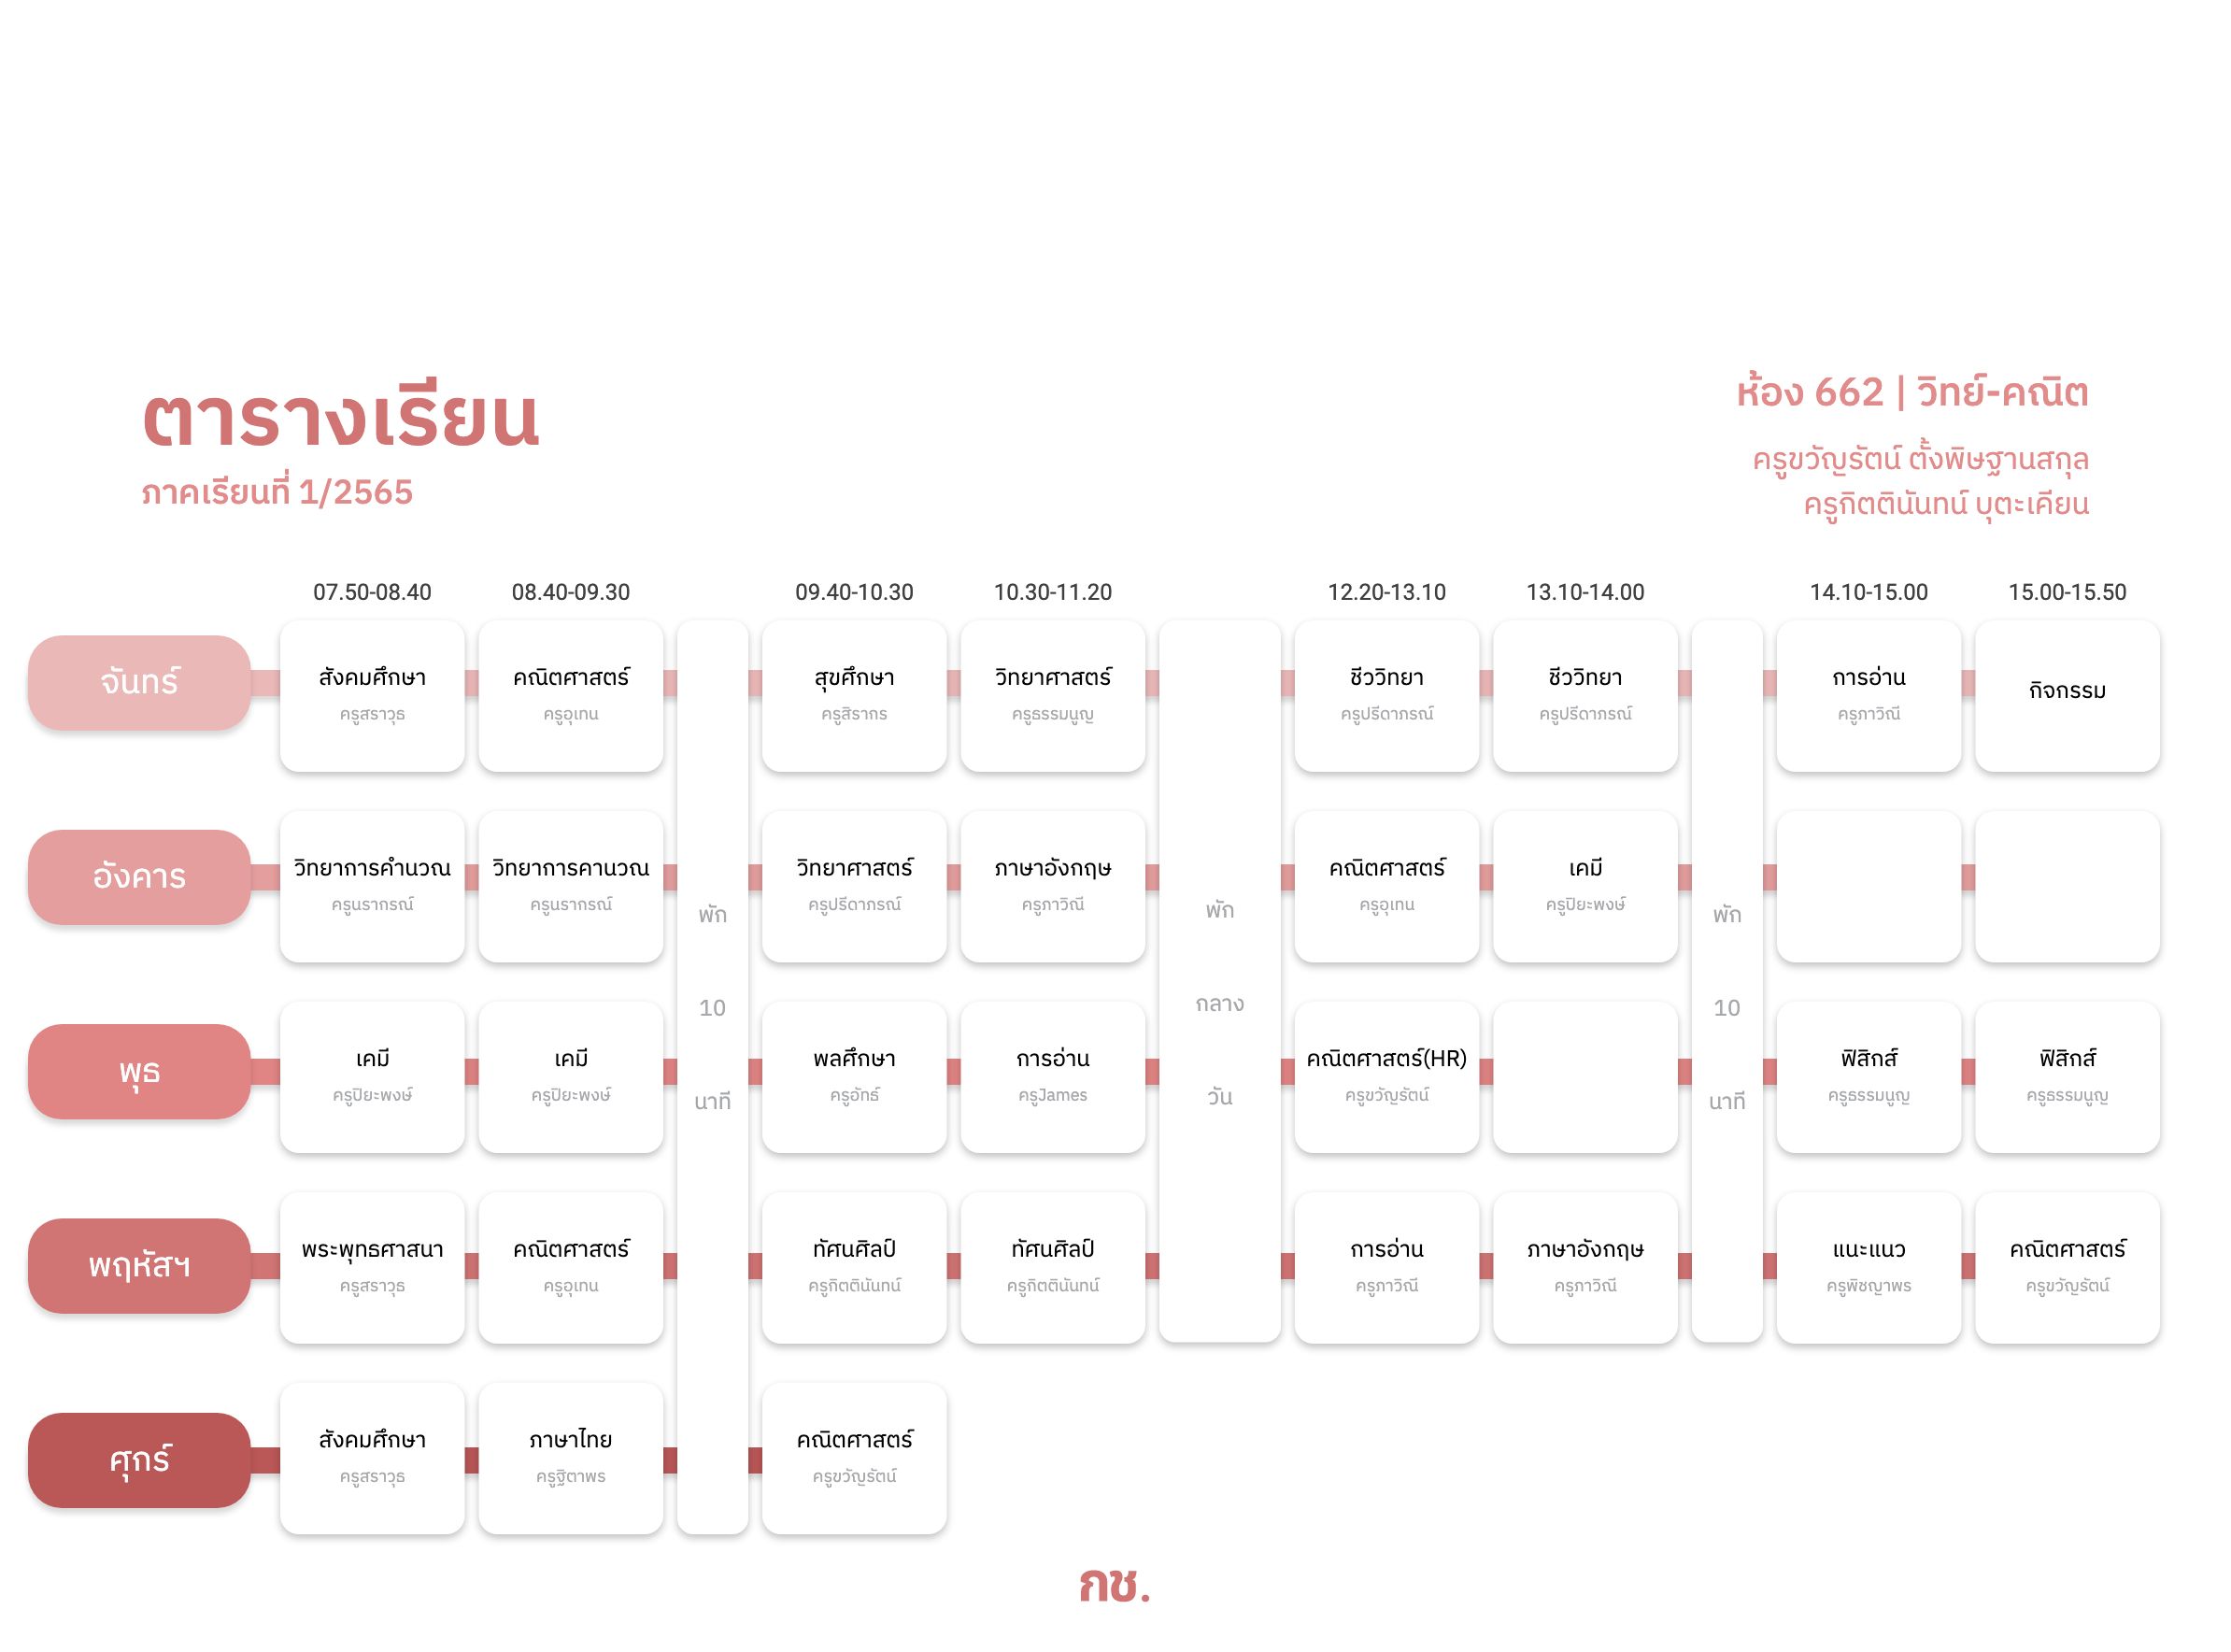 ตารางเรียน
ภาคเรียนที่ 1/2565
ห้อง 662 | วิทย์-คณิต
ครูขวัญรัตน์ ตั้งพิษฐานสกุล
ครูกิตตินันทน์ บุตะเคียน
07.50-08.40 08.40-09.30 09.40-10.30 10.30-11.20 12.20-13.10 13.10-14.00 14.10-15.00 15.00-15.50
จันทร์
สังคมศึกษา
ครูสราวุธ
คณิตศาสตร์
ครูอุเทน
สุขศึกษา
ครูสิรากร
วิทยาศาสตร์
ครูธรรมนูญ
ชีววิทยา
ครูปรีดาภรณ์
ชีววิทยา
ครูปรีดาภรณ์
การอ่าน
ครูภาวิณี
กิจกรรม
อังคาร
วิทยาการคำนวณ
ครูนรากรณ์
วิทยาการคานวณ
ครูนรากรณ์
วิทยาศาสตร์
ครูปรีดาภรณ์
ภาษาอังกฤษ
ครูภาวิณี
คณิตศาสตร์
ครูอุเทน
เคมี
ครูปิยะพงษ์
พัก
10
นาที
พัก
กลาง
วัน
พัก
10
นาที
พุธ
เคมี
ครูปิยะพงษ์
เคมี
ครูปิยะพงษ์
พลศึกษา
ครูอัทธ์
การอ่าน
ครูJames
คณิตศาสตร์(HR)
ครูขวัญรัตน์
ฟิสิกส์
ครูธรรมนูญ
ฟิสิกส์
ครูธรรมนูญ
พฤหัสฯ
พระพุทธศาสนา
ครูสราวุธ
คณิตศาสตร์
ครูอุเทน
ทัศนศิลป์
ครูกิตตินันทน์
ทัศนศิลป์
ครูกิตตินันทน์
การอ่าน
ครูภาวิณี
ภาษาอังกฤษ
ครูภาวิณี
แนะแนว
ครูพิชญาพร
คณิตศาสตร์
ครูขวัญรัตน์
ศุกร์
สังคมศึกษา
ครูสราวุธ
ภาษาไทย
ครูฐิตาพร
คณิตศาสตร์
ครูขวัญรัตน์
กช.